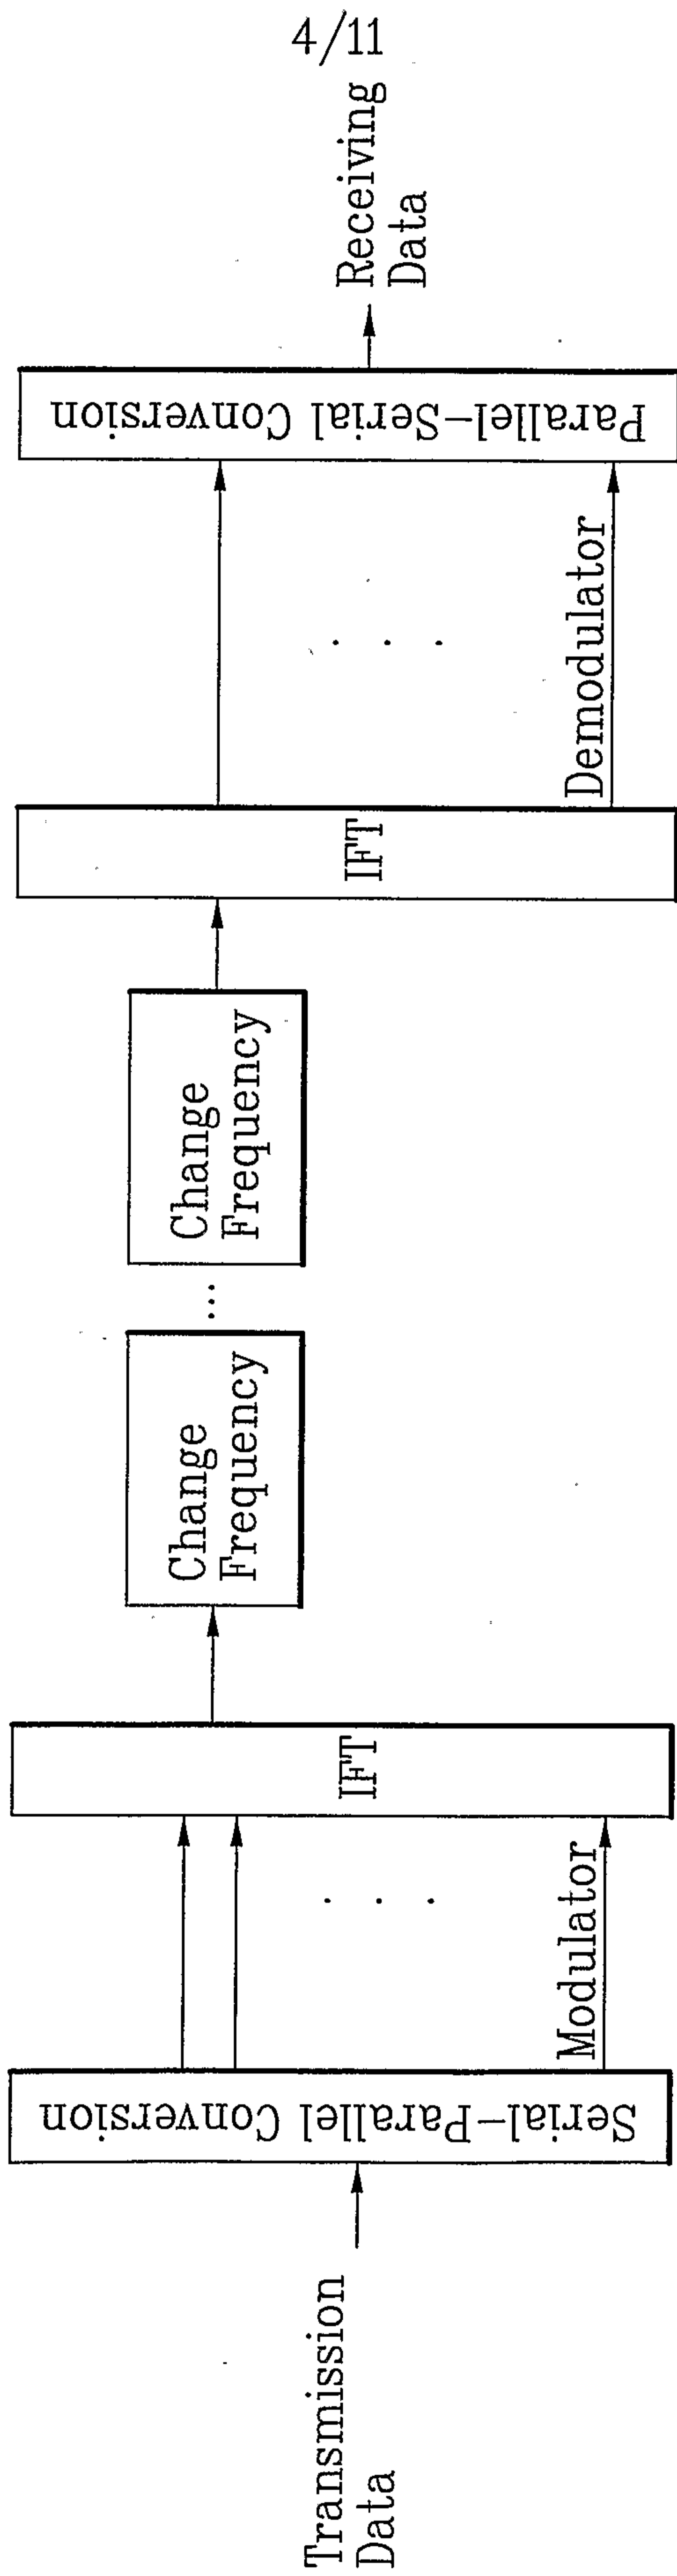 4/11
Transmission
Data
Serial-Parallel Conversion
Modulator
IFT
Change
Frequency
...
Change
Frequency
IFT
Demodulator
Parallel-Serial Conversion
Receiving
Data